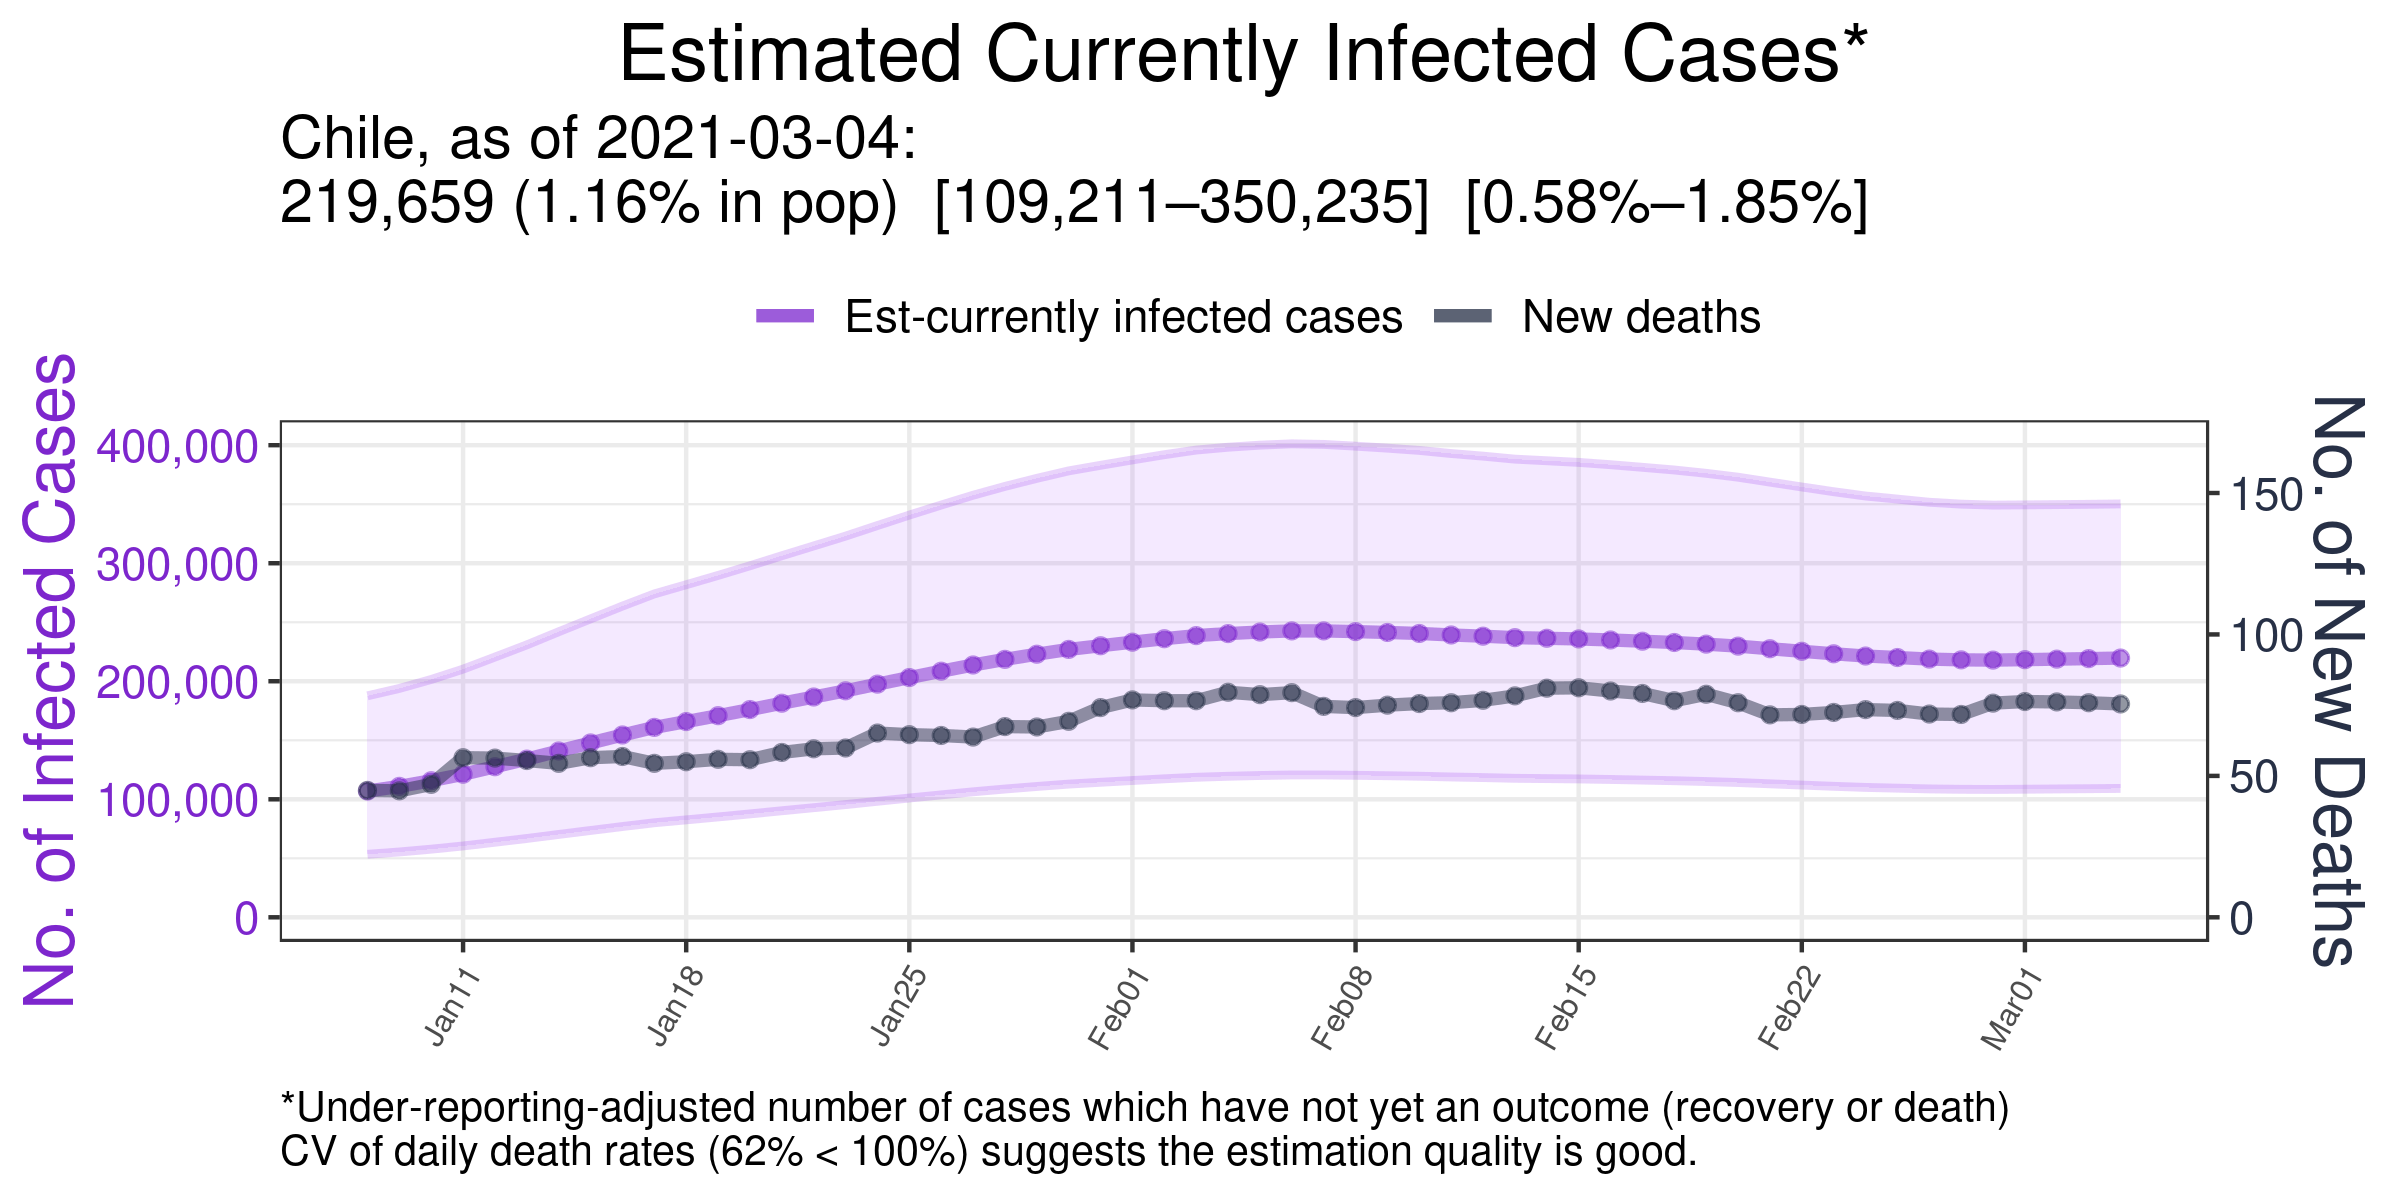 Estimated Currently Infected Cases*
Chile, as of 2021-03-04:
219,659 (1.16% in pop)  [109,211–350,235]  [0.58%–1.85%]
Est-currently infected cases
New deaths
No. of Infected Cases
400,000
300,000
200,000
100,000
0
150
100
50
0
No. of New Deaths
Jan11
Jan18
Jan25
Feb01
Feb08
Feb15
Feb22
Mar01
*Under-reporting-adjusted number of cases which have not yet an outcome (recovery or death)
CV of daily death rates (62% < 100%) suggests the estimation quality is good.